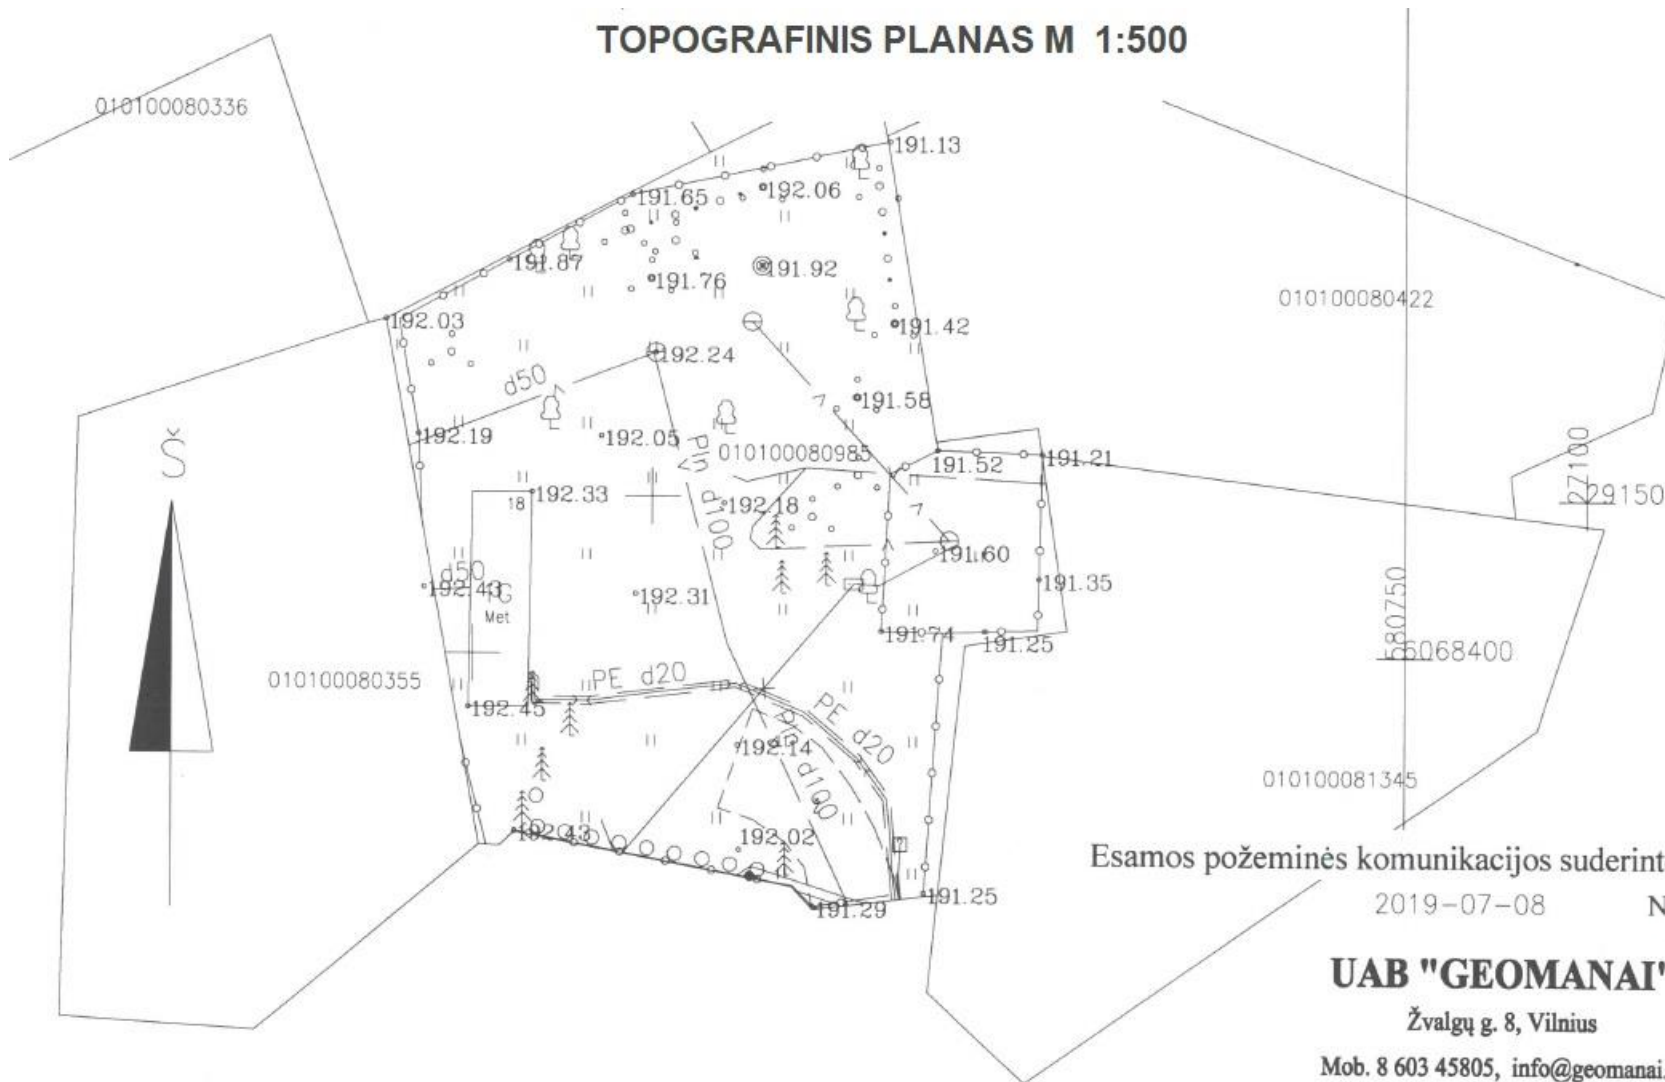 TOPOGRAFINIS PLANAS M 1:500
010100080336
191.13
191.65
192.06
191.87
191.76
191.92
010100080422
192.03
191.42
192.24
d50
191.58
192.19
192.05
010100080985
191.52
191.21
Š
27100
229150
18
192.33
192.18
P100
191.60
d50
192.43
1G
Met
192.31
191.35
580750
6068400
191.74
191.25
010100080355
PE d20
192.45
PE d20
192.14
d100
010100081345
192.43
192.02
Esamos požeminės komunikacijos suderint
191.29
191.25
2019-07-08
N
UAB "GEOMANAI"
Žvalgų g. 8, Vilnius
Mob. 8 603 45805, info@geomanai.